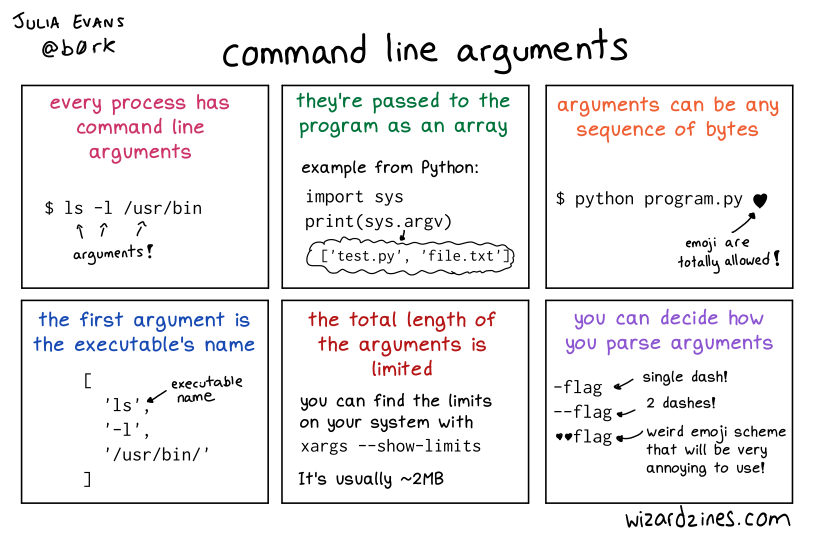 JULIA EVANS
@b0rk
command line arguments
every process has
command line
arguments
$ ls -l /usr/bin
arguments!
they're passed to the
program as an array
example from Python:
import sys
print(sys.argv)
['test.py', 'file.txt']
arguments can be any
sequence of bytes
$ python program.py ♥
emoji are
totally allowed!
the first argument is
the executable's name
[
'ls',
executable
name
'-l',
'/usr/bin/'
]
the total length of
the arguments is
limited
you can find the limits
on your system with
xargs --show-limits
It's usually ~2MB
you can decide how
you parse arguments
-flag
single dash!
--flag
2 dashes!
♥♥flag
weird emoji scheme
that will be very
annoying to use!
wizardzines.com